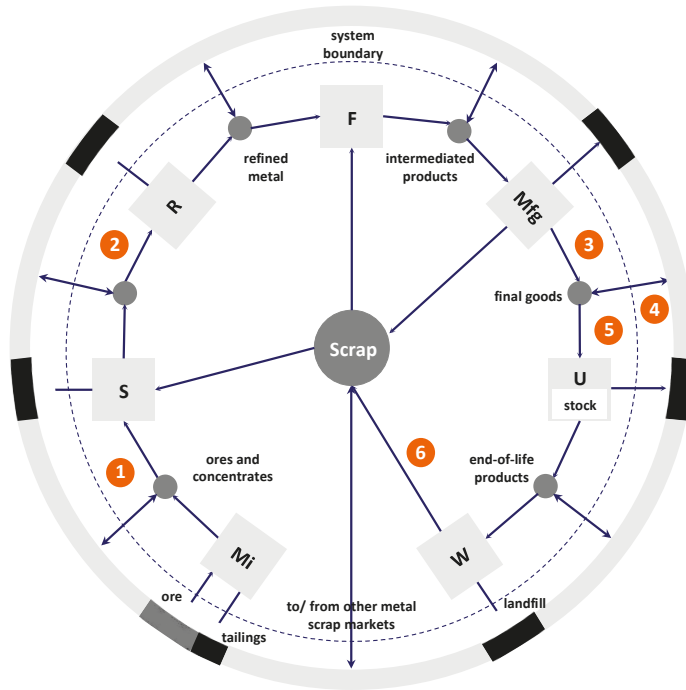 system
boundary
F
refined
metal
intermediated
products
R
Mfg
2
3
final goods
4
5
Scrap
S
U
stock
1
ores and
concentrates
6
end-of-life
products
Mi
W
ore
to/ from other metal
scrap markets
landfill
tailings